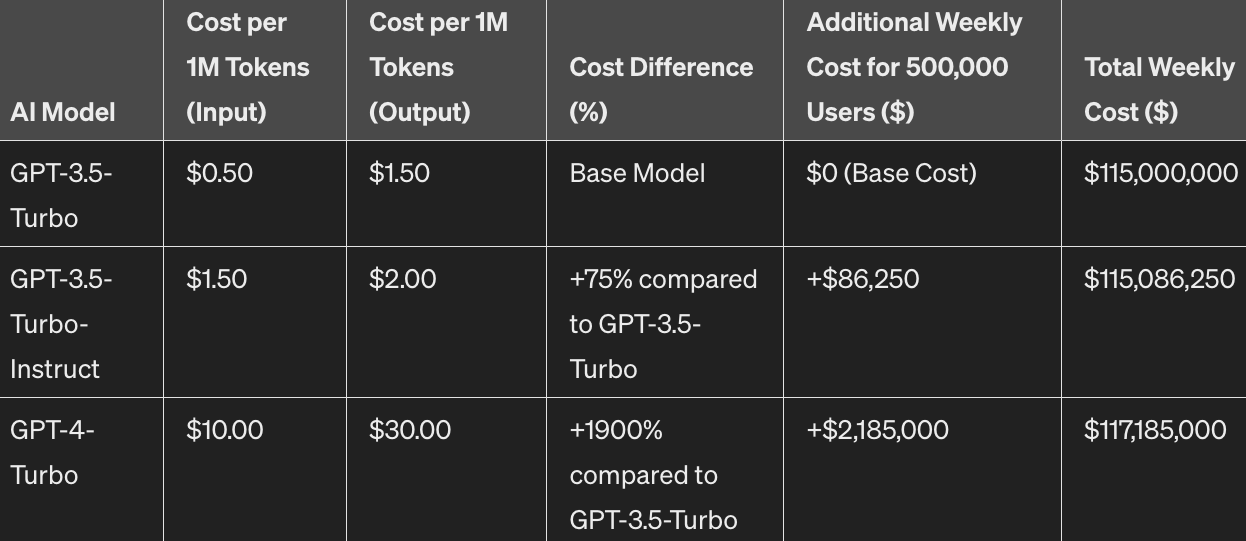 AI Model
Cost per
1M Tokens
(Input)
Cost per 1M
Tokens
(Output)
Cost Difference
(%)
Additional Weekly
Cost for 500,000
Users ($)
Total Weekly
Cost ($)
GPT-3.5-
Turbo
$0.50
$1.50
Base Model
$0 (Base Cost)
$115,000,000
GPT-3.5-
Turbo-
Instruct
$1.50
$2.00
+75% compared
to GPT-3.5-
Turbo
+$86,250
$115,086,250
GPT-4-
Turbo
$10.00
$30.00
+1900%
compared to
GPT-3.5-Turbo
+$2,185,000
$117,185,000